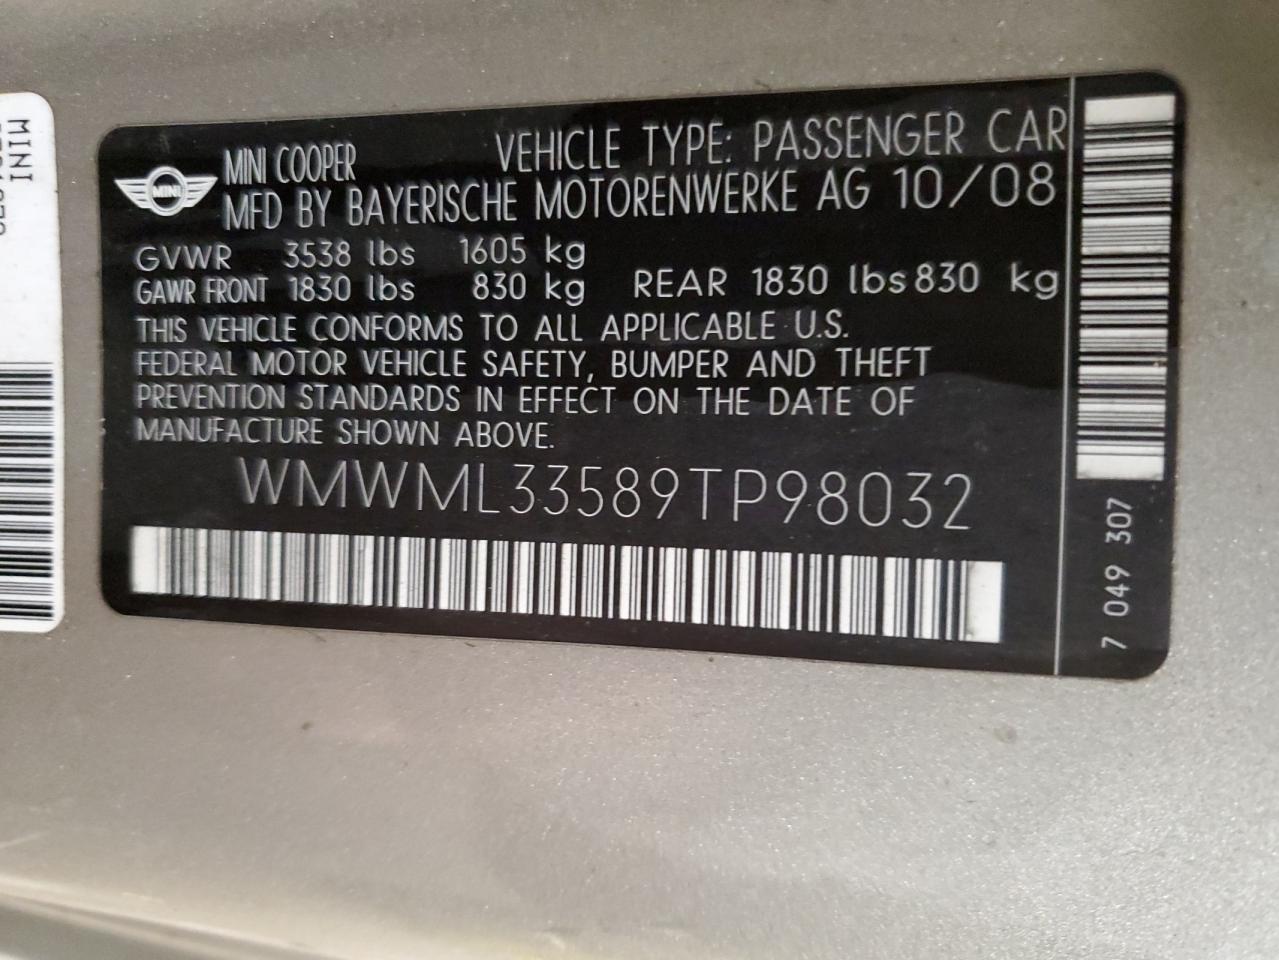 MINI
MINI COOPER VEHICLE TYPE: PASSENGER CAR
MFD BY BAYERISCHE MOTORENWERKE AG 10/08
GVWR 3538 lbs 1605 kg
GAWR FRONT 1830 lbs 830 kg REAR 1830 lbs 830 kg
THIS VEHICLE CONFORMS TO ALL APPLICABLE U.S.
FEDERAL MOTOR VEHICLE SAFETY, BUMPER AND THEFT
PREVENTION STANDARDS IN EFFECT ON THE DATE OF
MANUFACTURE SHOWN ABOVE.
WMWML33589TP98032
7 049 307
MINI